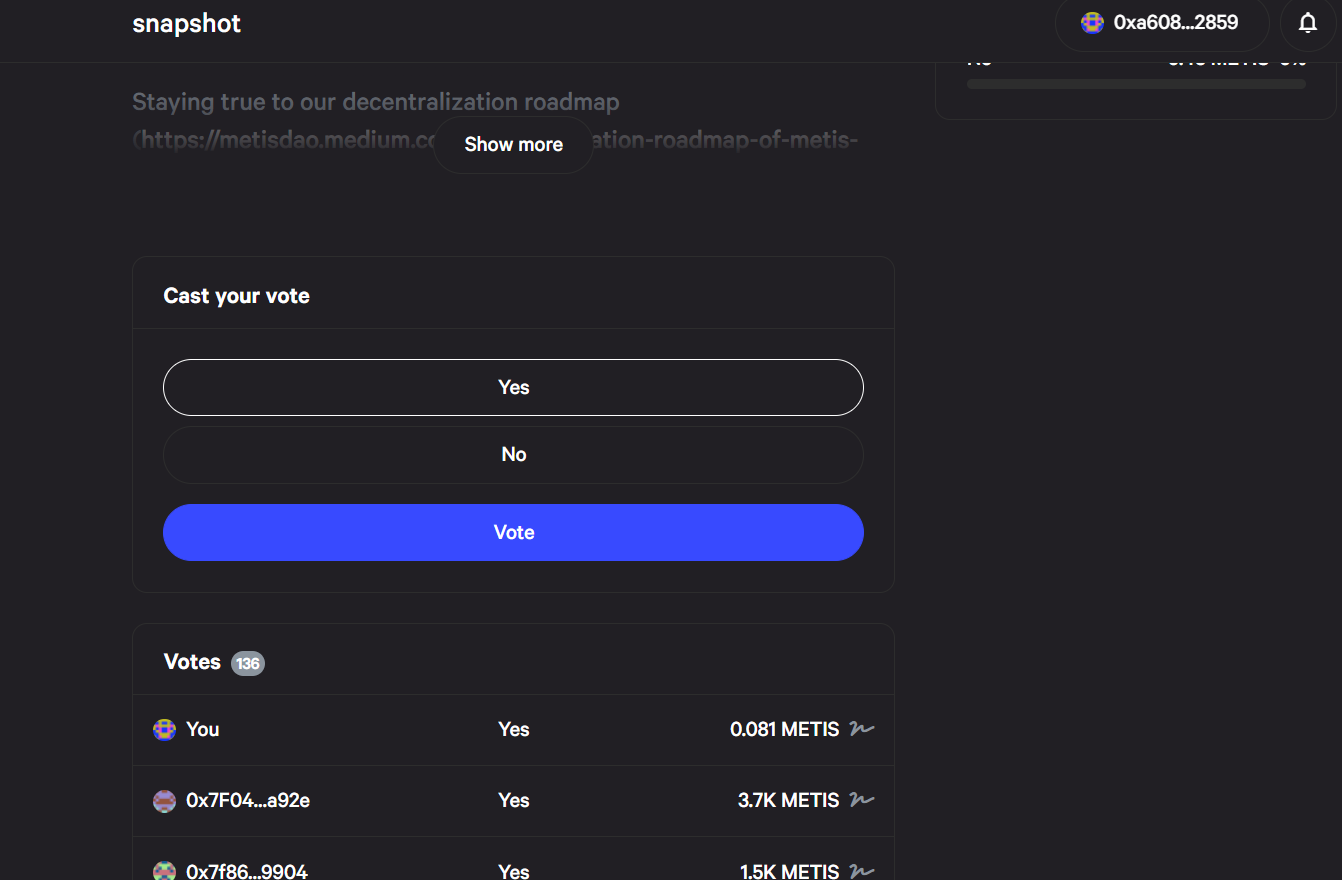 snapshot
0xa608...2859
No
0%
Staying true to our decentralization roadmap
(https://metisdao.medium.co
ation-roadmap-of-metis-
Show more
Cast your vote
Yes
No
Vote
Votes 136
You Yes 0.081 METIS
0x7F04...a92e Yes 3.7K METIS
0x7f86...9904 Yes 1.5K METIS